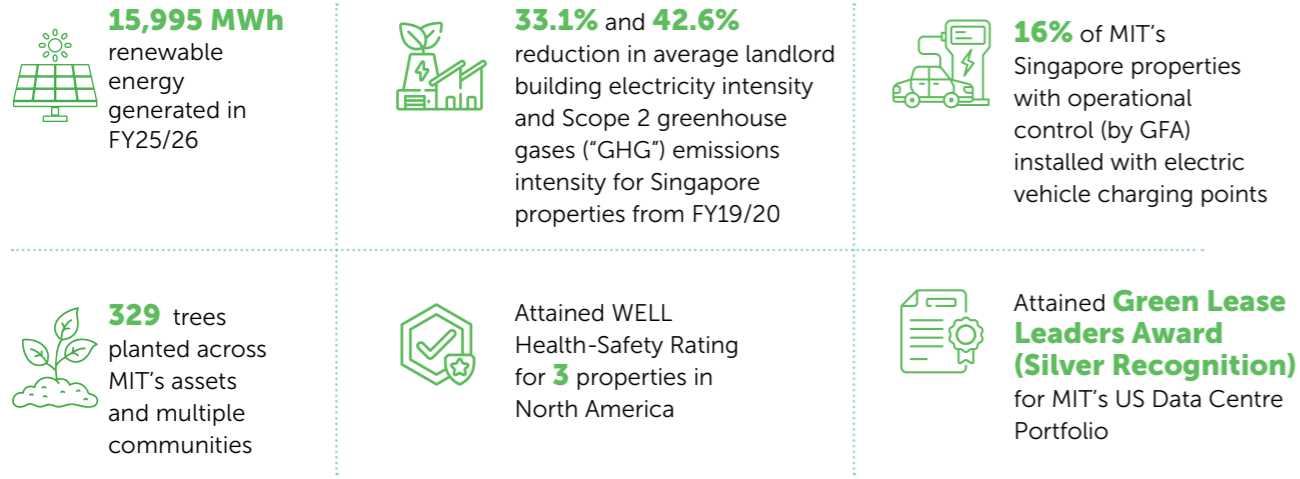 15,995 MWh
renewable
energy
generated in
FY25/26
33.1% and 42.6%
reduction in average landlord
building electricity intensity
and Scope 2 greenhouse
gases (“GHG”) emissions
intensity for Singapore
properties from FY19/20
16% of MIT’s
Singapore properties
with operational
control (by GFA)
installed with electric
vehicle charging points
329 trees
planted across
MIT’s assets
and multiple
communities
Attained WELL
Health-Safety Rating
for 3 properties in
North America
Attained Green Lease
Leaders Award
(Silver Recognition)
for MIT’s US Data Centre
Portfolio